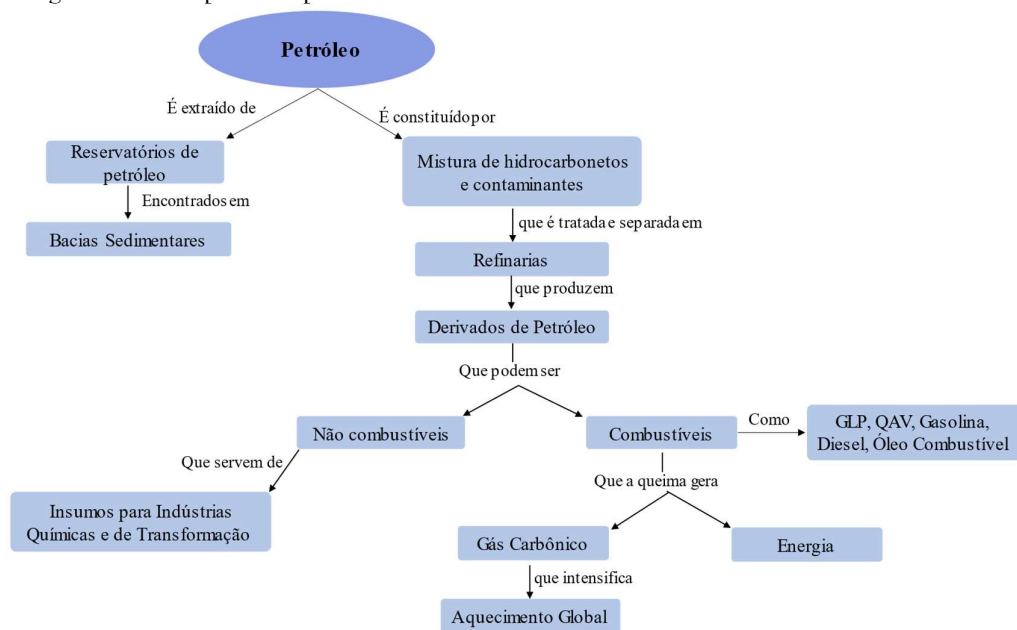 Petróleo
É extraído de
É constituído por
Reservatórios de
petróleo
Mistura de hidrocarbonetos
e contaminantes
Encontrados em
que é tratada e separada em
Bacias Sedimentares
Refinarias
que produzem
Derivados de Petróleo
Que podem ser
Não combustíveis
Combustíveis
Como
GLP, QAV, Gasolina,
Diesel, Óleo Combustível
Que servem de
Que a queima gera
Insumos para Indústrias
Químicas e de Transformação
Gás Carbônico
Energia
que intensifica
Aquecimento Global